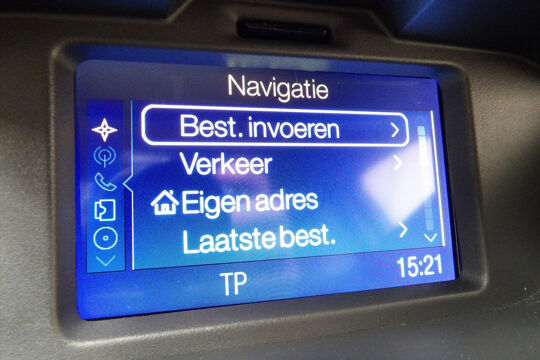 Navigatie
Best. invoeren
Verkeer
Eigen adres
Laatste best.
TP
15:21